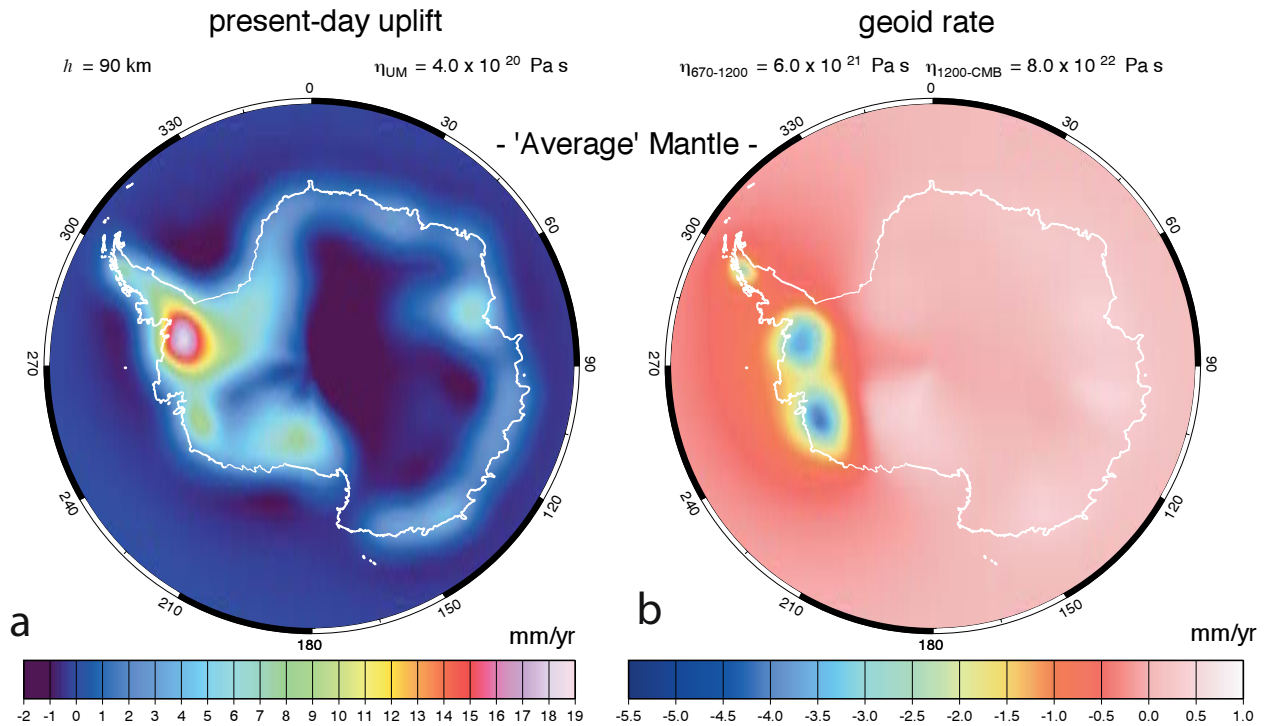 present-day uplift
geoid rate
h = 90 km
η_UM = 4.0 x 10^20 Pa s
η_670-1200 = 6.0 x 10^21 Pa s
η_1200-CMB = 8.0 x 10^22 Pa s
- 'Average' Mantle -
0
30
60
90
120
150
180
210
240
270
300
330
0
30
60
90
120
150
180
210
240
270
300
330
a
mm/yr
-2 -1 0 1 2 3 4 5 6 7 8 9 10 11 12 13 14 15 16 17 18 19
b
mm/yr
-5.5 -5.0 -4.5 -4.0 -3.5 -3.0 -2.5 -2.0 -1.5 -1.0 -0.5 0.0 0.5 1.0